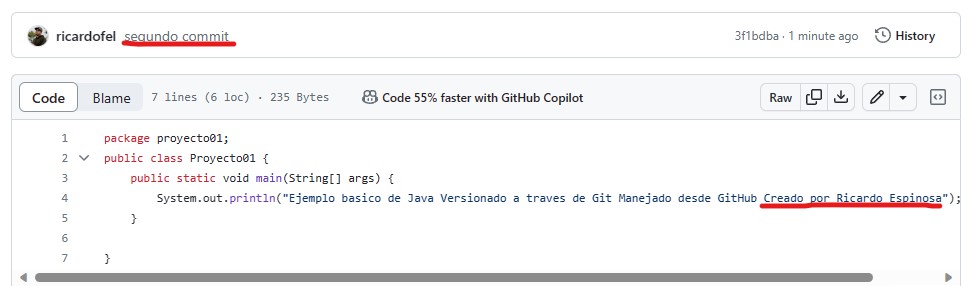 ricardofel segundo commit 3f1bdba · 1 minute ago History
Code Blame 7 lines (6 loc) · 235 Bytes Code 55% faster with GitHub Copilot Raw
1 package proyecto01;
2 public class Proyecto01 {
3 public static void main(String[] args) {
4 System.out.println("Ejemplo basico de Java Versionado a traves de Git Manejado desde GitHub Creado por Ricardo Espinosa");
5 }
6
7 }